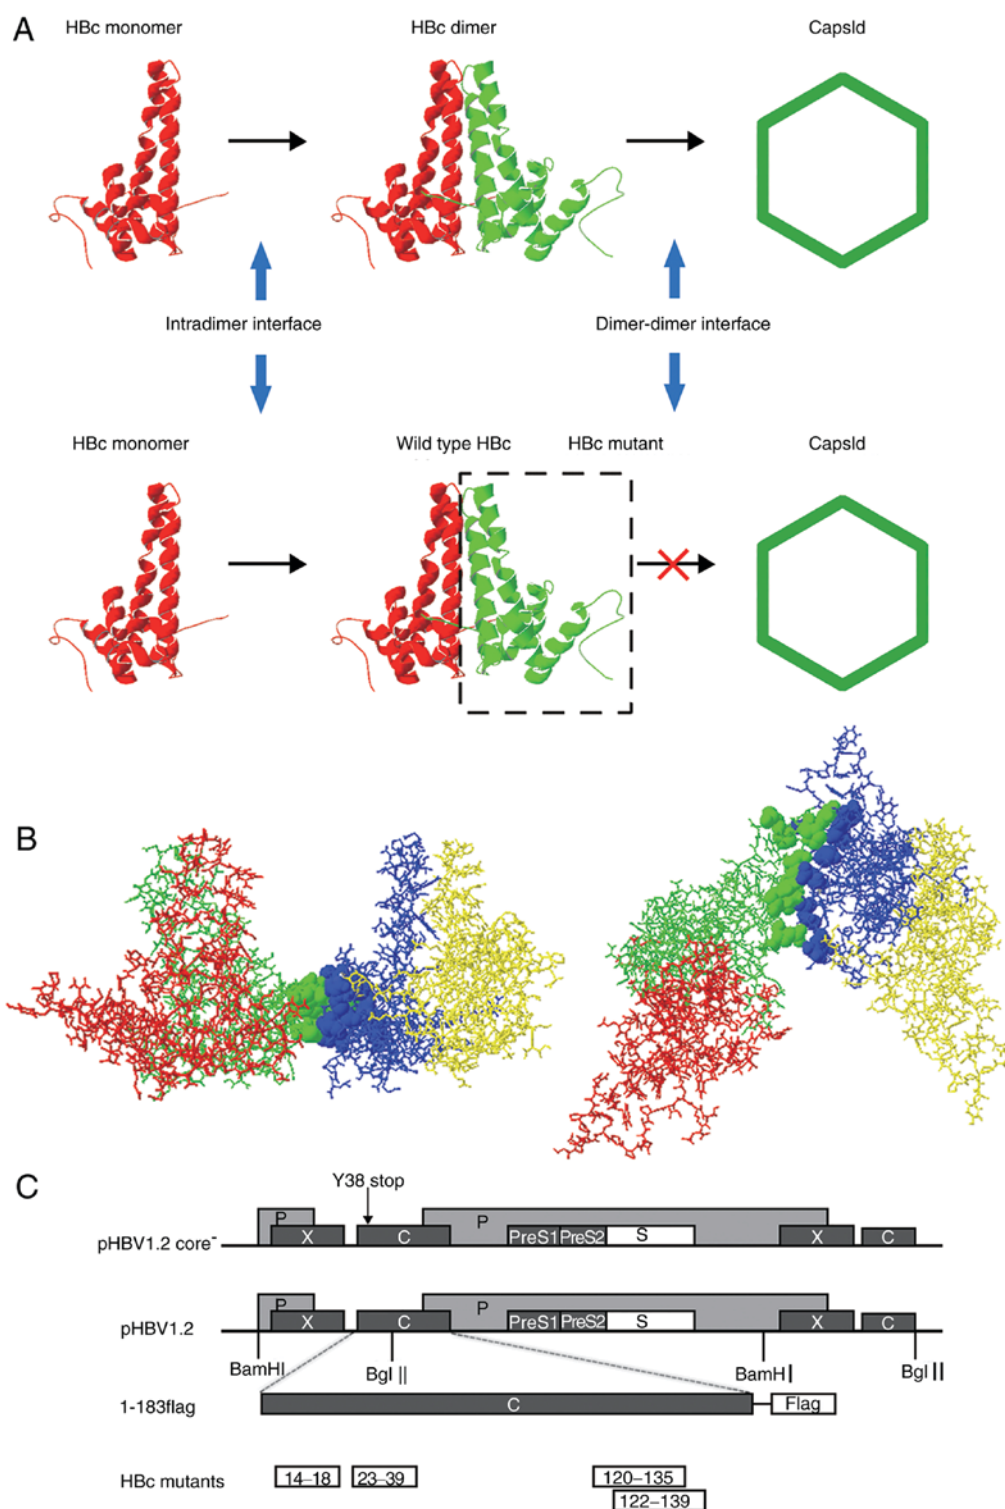 A
HBc monomer
HBc dimer
Capsld
Intradimer interface
Dimer-dimer interface
HBc monomer
Wild type HBc
HBc mutant
Capsld
B
C
Y38 stop
P
X
C
P
PreS1
PreS2
S
X
C
pHBV1.2 core-
P
X
C
P
PreS1
PreS2
S
X
C
pHBV1.2
BamHI
Bgl II
BamH I
Bgl II
1-183flag
C
Flag
HBc mutants
14–18
23–39
120–135
122–139